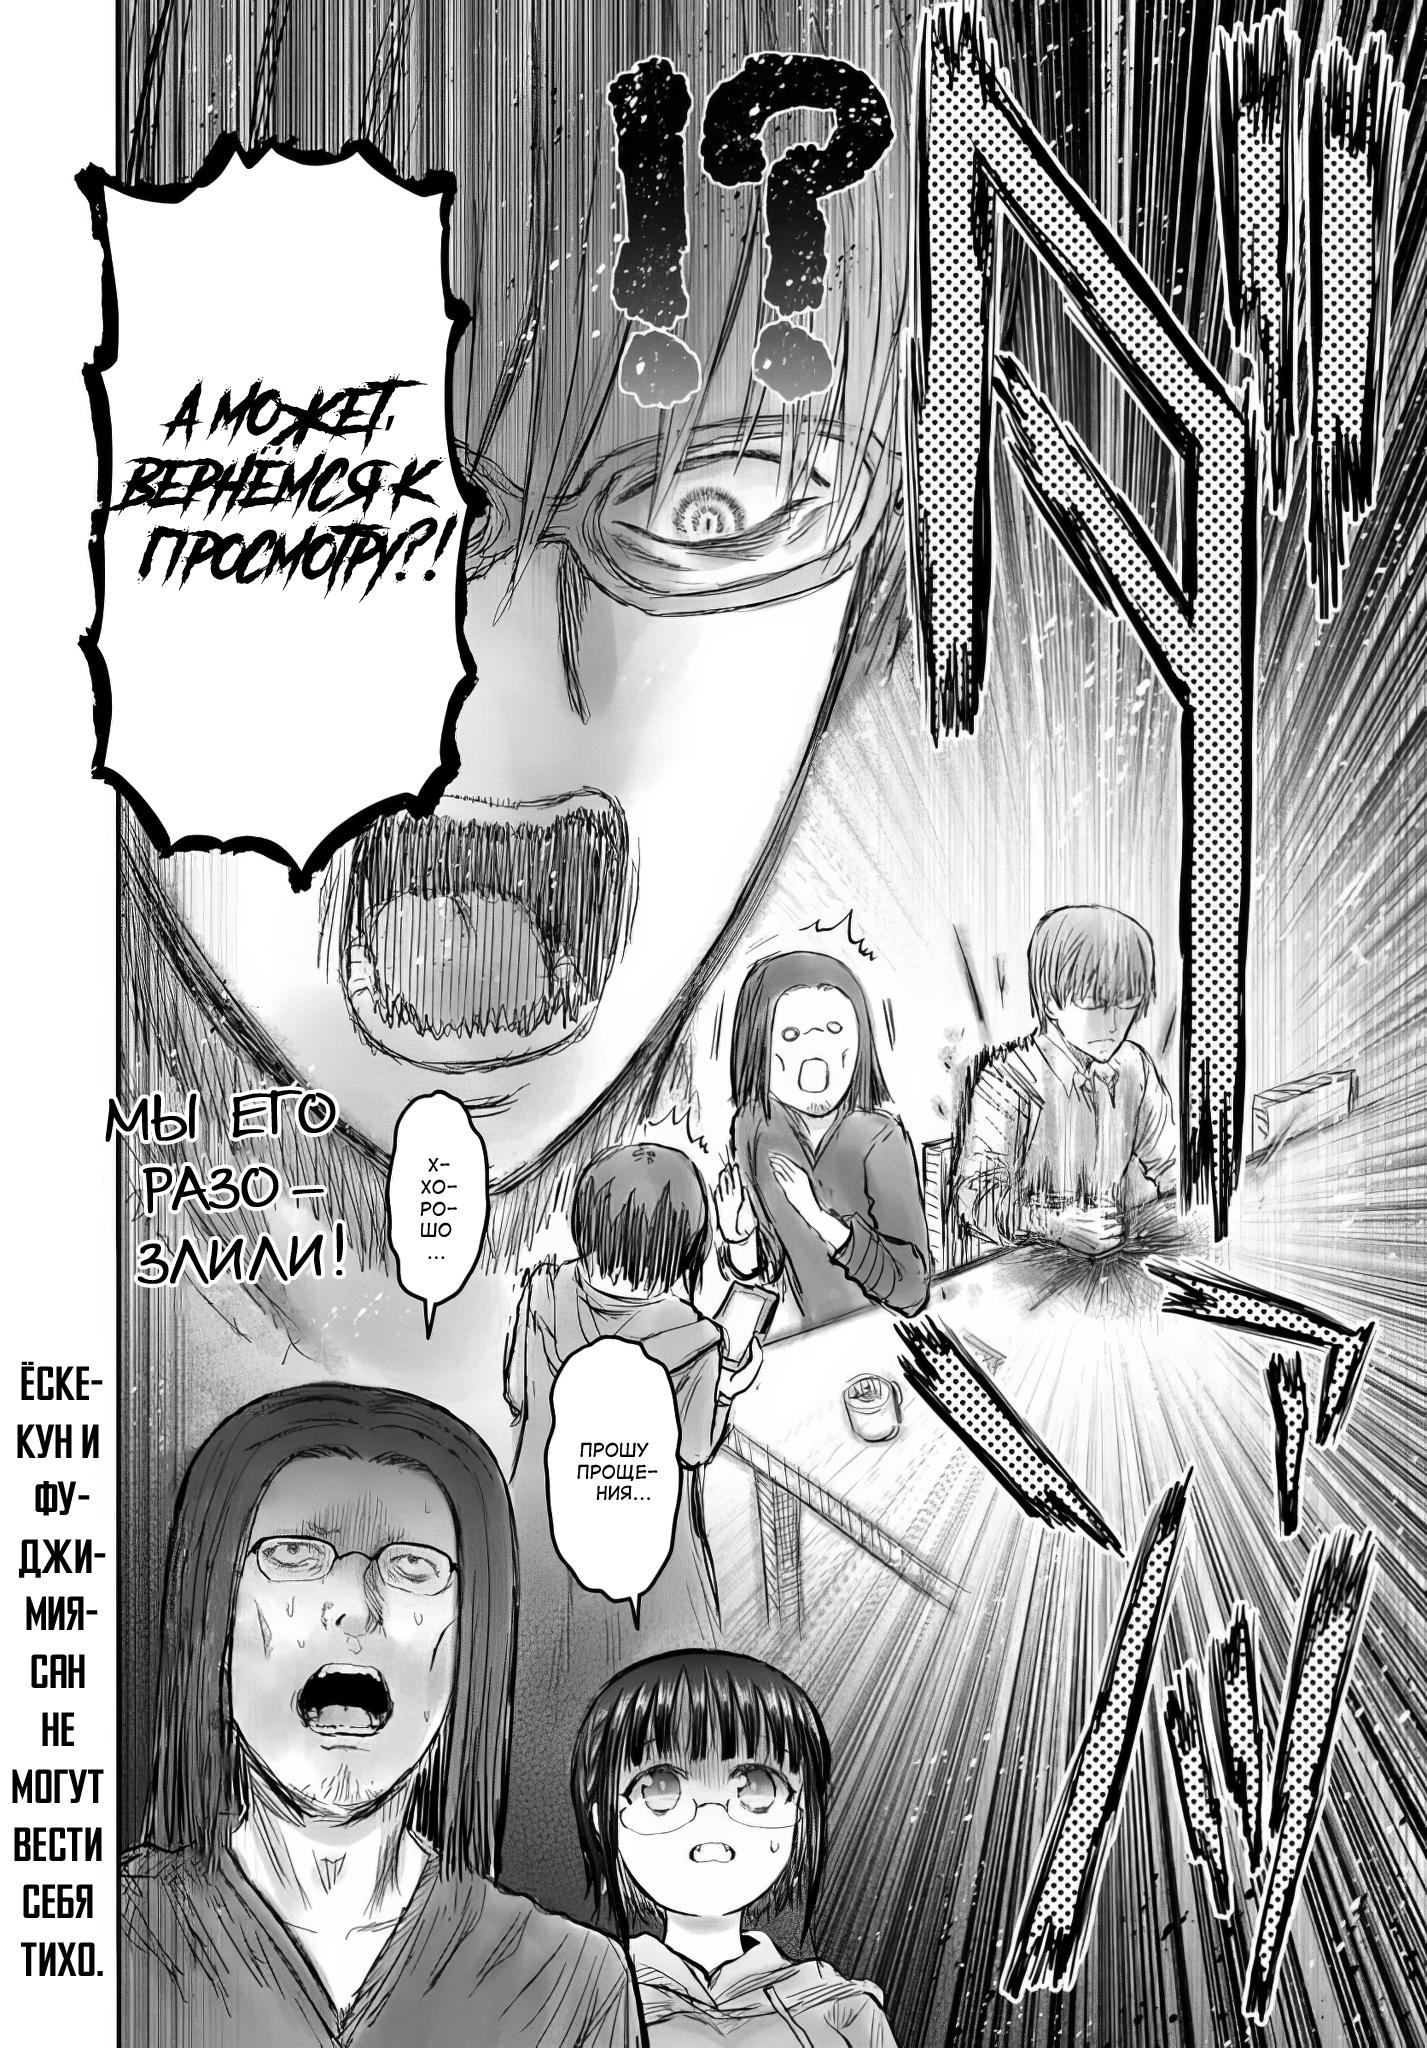 !?
А МОЖЕТ,
ВЕРНЁМСЯ К
ПРОСМОТРУ?!
МЫ ЕГО
РАЗО-
ЗЛИЛИ!
Х-
ХО-
РО-
ШО
...
ПРОШУ
ПРОЩЕ-
НИЯ...
ЁСКЕ-
КУН И
ФУ-
ДЖИ-
МИЯ-
САН
НЕ
МОГУТ
ВЕСТИ
СЕБЯ
ТИХО.